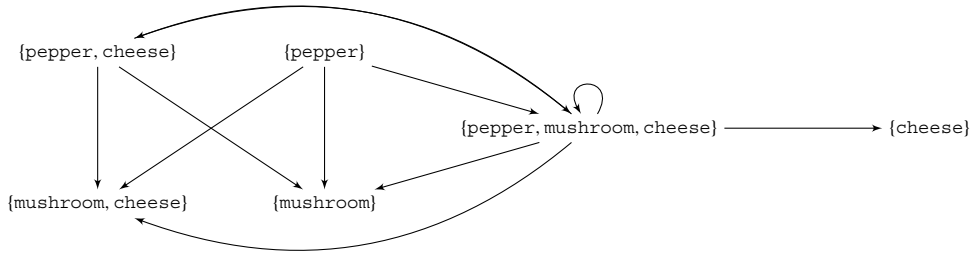 {pepper, cheese}
{pepper}
{pepper, mushroom, cheese}
{cheese}
{mushroom, cheese}
{mushroom}